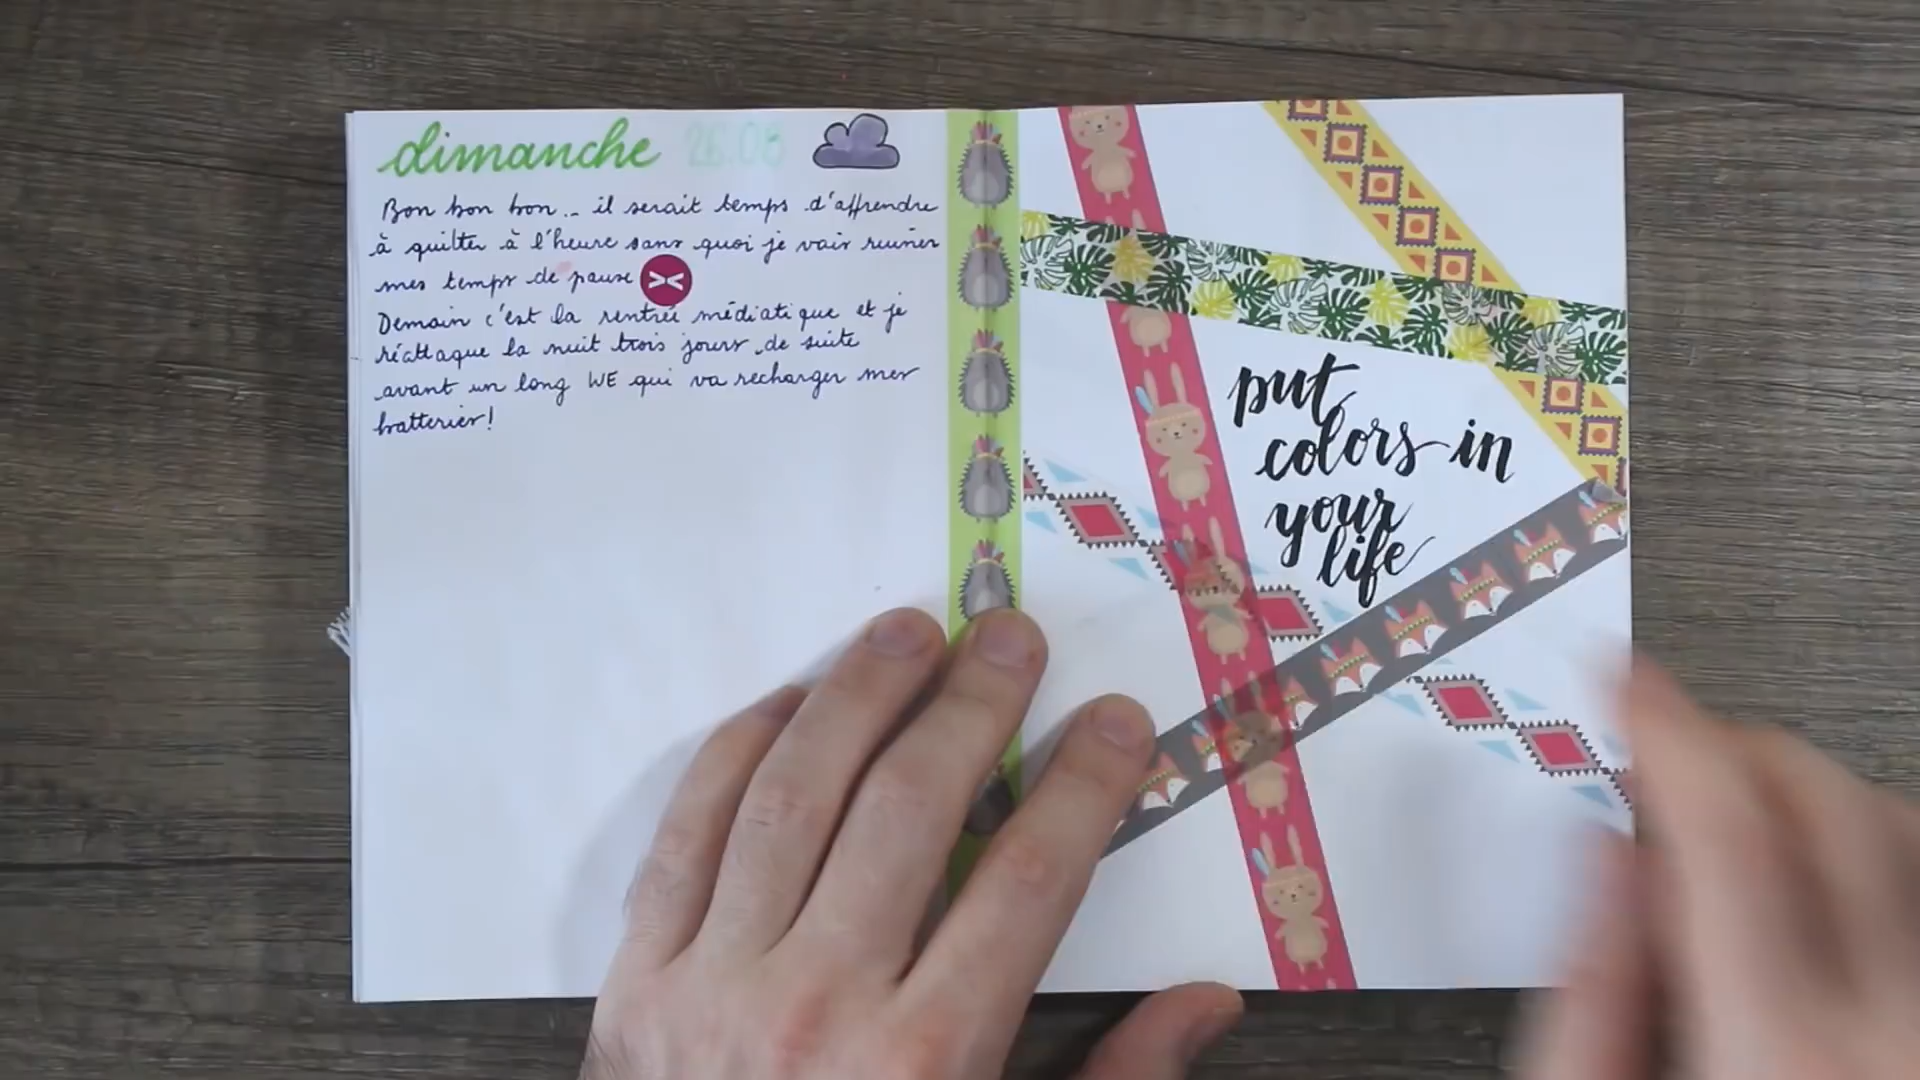 dimanche 26.08
Bon bon bon... il serait temps d'apprendre
à quitter à l'heure sans quoi je vais ruiner
mes temps de pause ><
Demain c'est la rentrée médiatique et je
réattaque la nuit trois jours de suite
avant un long WE qui va recharger mes
batteries!
put
colors in
your
life